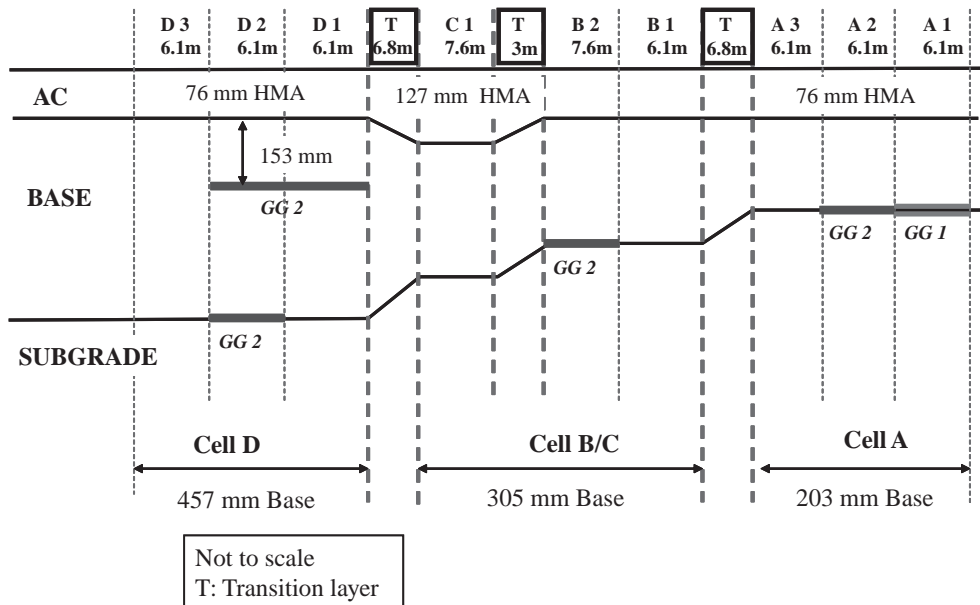 D 3 D 2 D 1 T C 1 T B 2 B 1 T A 3 A 2 A 1
6.1m 6.1m 6.1m 6.8m 7.6m 3m 7.6m 6.1m 6.8m 6.1m 6.1m 6.1m
AC 76 mm HMA 127 mm HMA 76 mm HMA
153 mm
BASE
GG 2
GG 2 GG 1
GG 2
GG 2
SUBGRADE
Cell D Cell B/C Cell A
457 mm Base 305 mm Base 203 mm Base
Not to scale
T: Transition layer